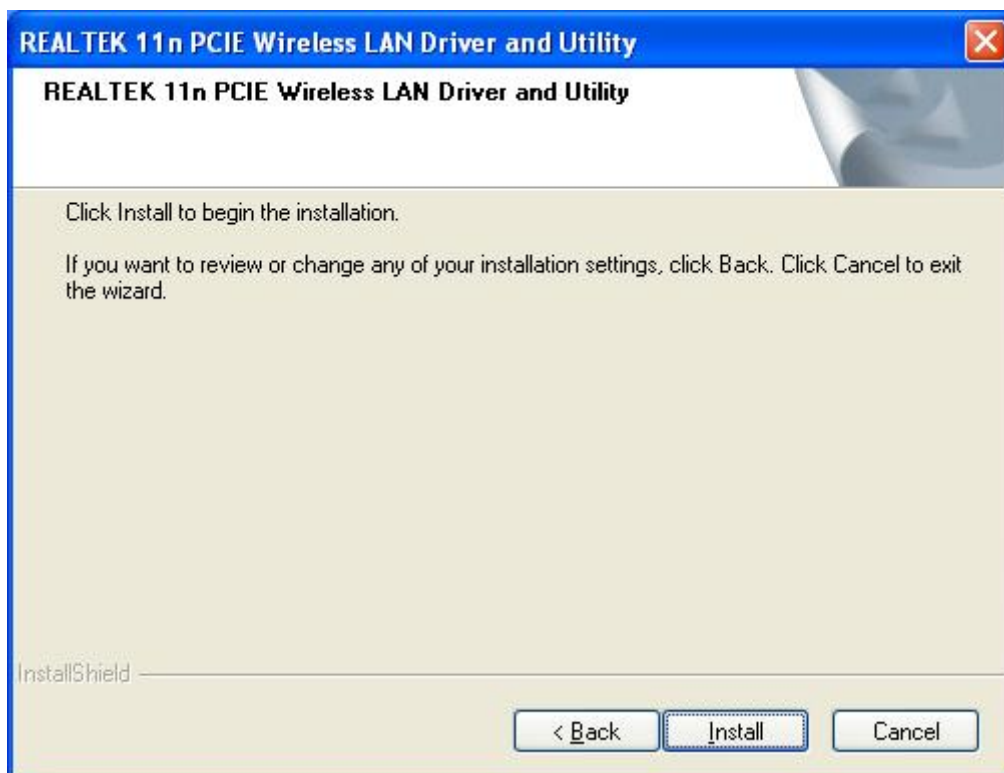 REALTEK 11n PCIE Wireless LAN Driver and Utility
REALTEK 11n PCIE Wireless LAN Driver and Utility
Click Install to begin the installation.
If you want to review or change any of your installation settings, click Back. Click Cancel to exit
the wizard.
InstallShield
< Back
Install
Cancel